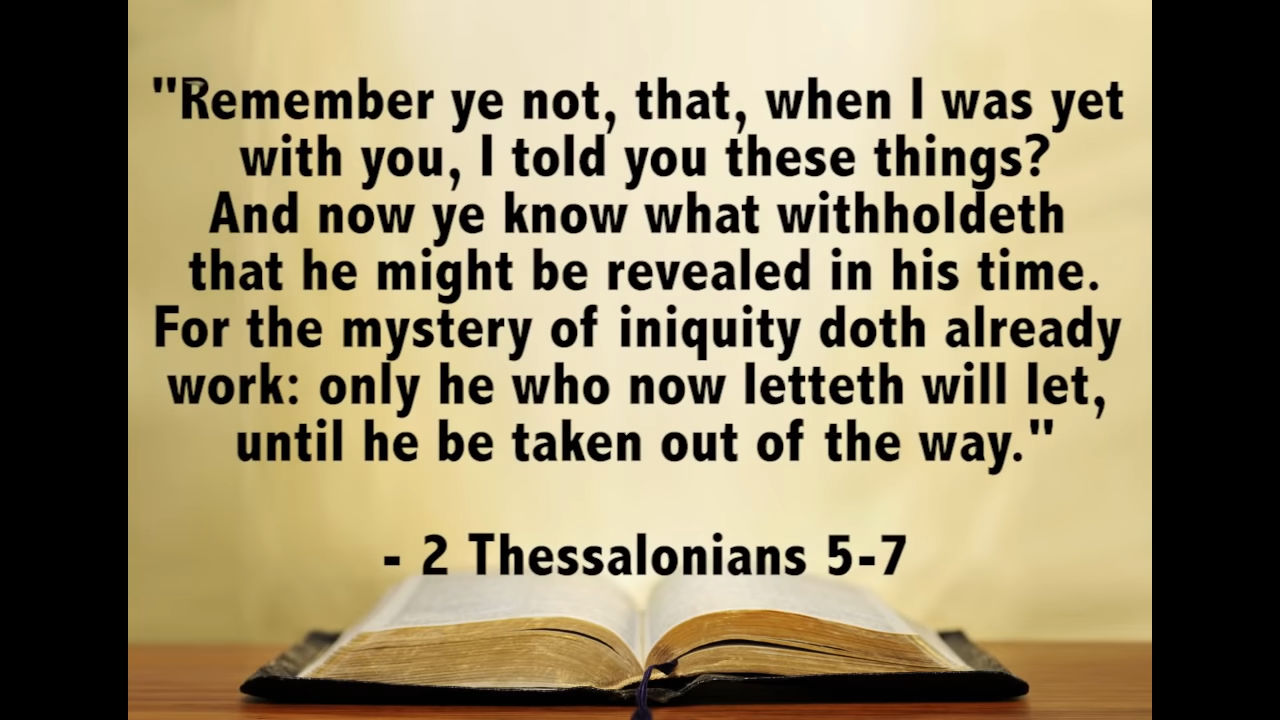 "Remember ye not, that, when I was yet
with you, I told you these things?
And now ye know what withholdeth
that he might be revealed in his time.
For the mystery of iniquity doth already
work: only he who now letteth will let,
until he be taken out of the way."
- 2 Thessalonians 5-7